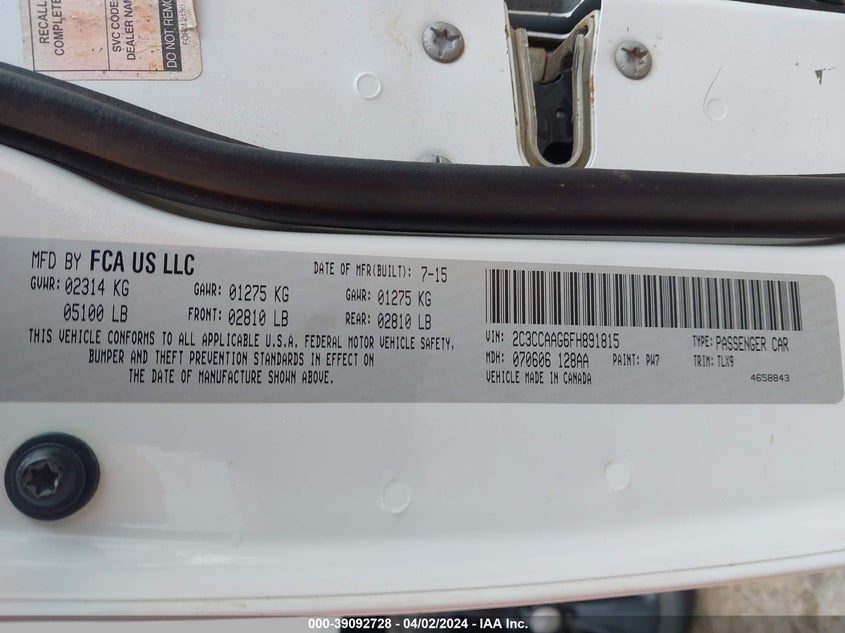 RECALL
COMPLETE
SVC CODE
DEALER NAM
DO NOT REMOV
MFD BY FCA US LLC
DATE OF MFR(BUILT): 7-15
GVWR: 02314 KG
GAWR: 01275 KG
GAWR: 01275 KG
05100 LB
FRONT: 02810 LB
REAR: 02810 LB
THIS VEHICLE CONFORMS TO ALL APPLICABLE U.S.A. FEDERAL MOTOR VEHICLE SAFETY,
BUMPER AND THEFT PREVENTION STANDARDS IN EFFECT ON
THE DATE OF MANUFACTURE SHOWN ABOVE.
VIN: 2C3CCAAG6FH891815
TYPE: PASSENGER CAR
MDH: 070606 128AA
PAINT: PW7
TRIM: TLX9
VEHICLE MADE IN CANADA
4658843
000-39092728 - 04/02/2024 - IAA Inc.